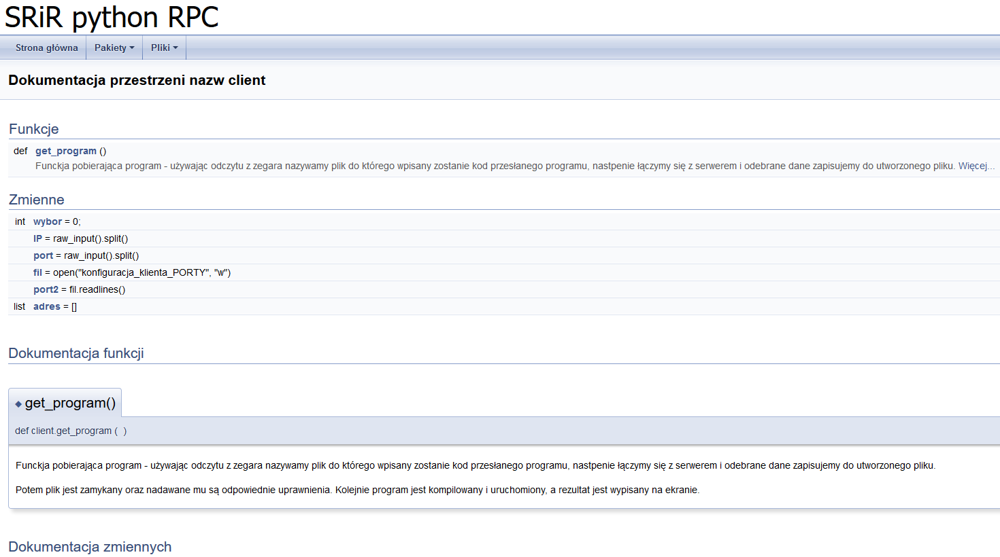 SRiR python RPC
Strona główna Pakiety Pliki
Dokumentacja przestrzeni nazw client
Funkcje
def get_program ()
Funckja pobierająca program - używając odczytu z zegara nazywamy plik do którego wpisany zostanie kod przesłanego programu, nastpenie łączymy się z serwerem i odebrane dane zapisujemy do utworzonego pliku. Więcej...
Zmienne
int wybor = 0;
IP = raw_input().split()
port = raw_input().split()
fil = open("konfiguracja_klienta_PORTY", "w")
port2 = fil.readlines()
list adres = []
Dokumentacja funkcji
◆ get_program()
def client.get_program ( )
Funckja pobierająca program - używając odczytu z zegara nazywamy plik do którego wpisany zostanie kod przesłanego programu, nastpenie łączymy się z serwerem i odebrane dane zapisujemy do utworzonego pliku.
Potem plik jest zamykany oraz nadawane mu są odpowiednie uprawnienia. Kolejnie program jest kompilowany i uruchomiony, a rezultat jest wypisany na ekranie.
Dokumentacja zmiennych